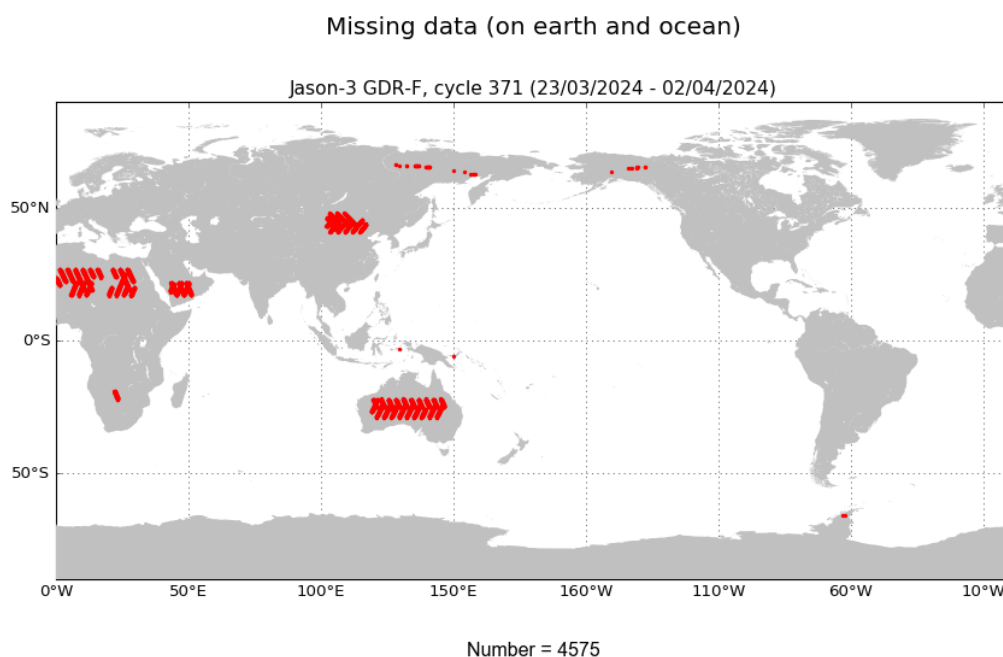 Missing data (on earth and ocean)
Jason-3 GDR-F, cycle 371 (23/03/2024 - 02/04/2024)
50°N
0°S
50°S
0°W 50°E 100°E 150°E 160°W 110°W 60°W 10°W
Number = 4575